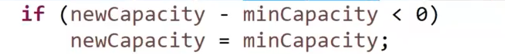 if (newCapacity - minCapacity < 0)
    newCapacity = minCapacity;